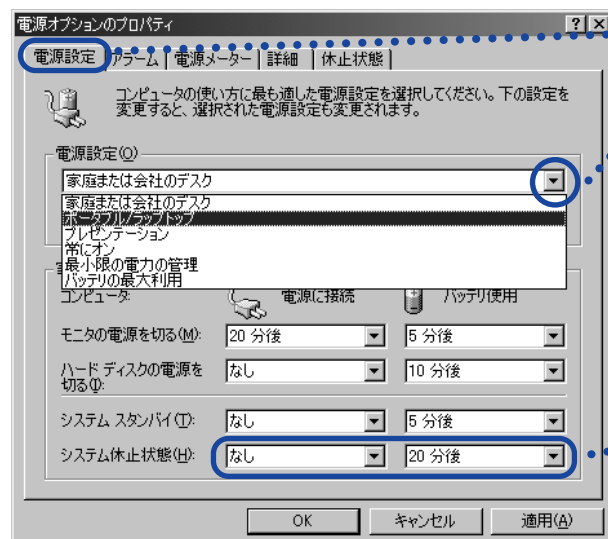 電源オプションのプロパティ
電源設定 アラーム 電源メーター 詳細 休止状態
コンピュータの使い方に最も適した電源設定を選択してください。下の設定を
変更すると、選択された電源設定も変更されます。
電源設定(O)
家庭または会社のデスク
家庭または会社のデスク
ポータブル/ラップトップ
プレゼンテーション
常にオン
最小限の電力の管理
バッテリの最大利用
コンピュータ: 電源に接続 バッテリ使用
モニタの電源を切る(M): 20 分後 5 分後
ハード ディスクの電源を
切る(I): なし 10 分後
システム スタンバイ(T): なし 5 分後
システム休止状態(H): なし 20 分後
OK キャンセル 適用(A)